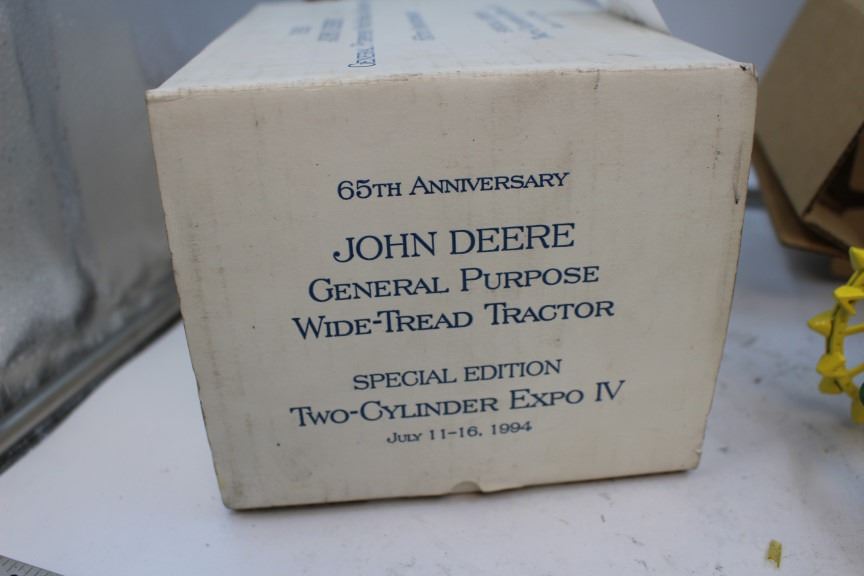 65TH ANNIVERSARY
JOHN DEERE
GENERAL PURPOSE
WIDE-TREAD TRACTOR
SPECIAL EDITION
TWO-CYLINDER EXPO IV
JULY 11-16, 1994